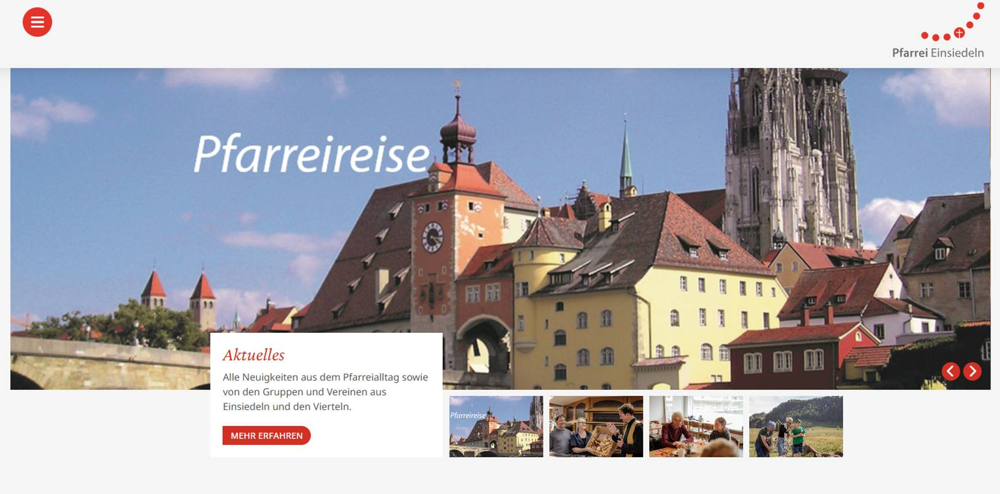 Pfarrei Einsiedeln
Pfarreireise
Aktuelles
Alle Neuigkeiten aus dem Pfarreialltag sowie
von den Gruppen und Vereinen aus
Einsiedeln und den Vierteln.
MEHR ERFAHREN
Pfarreireise